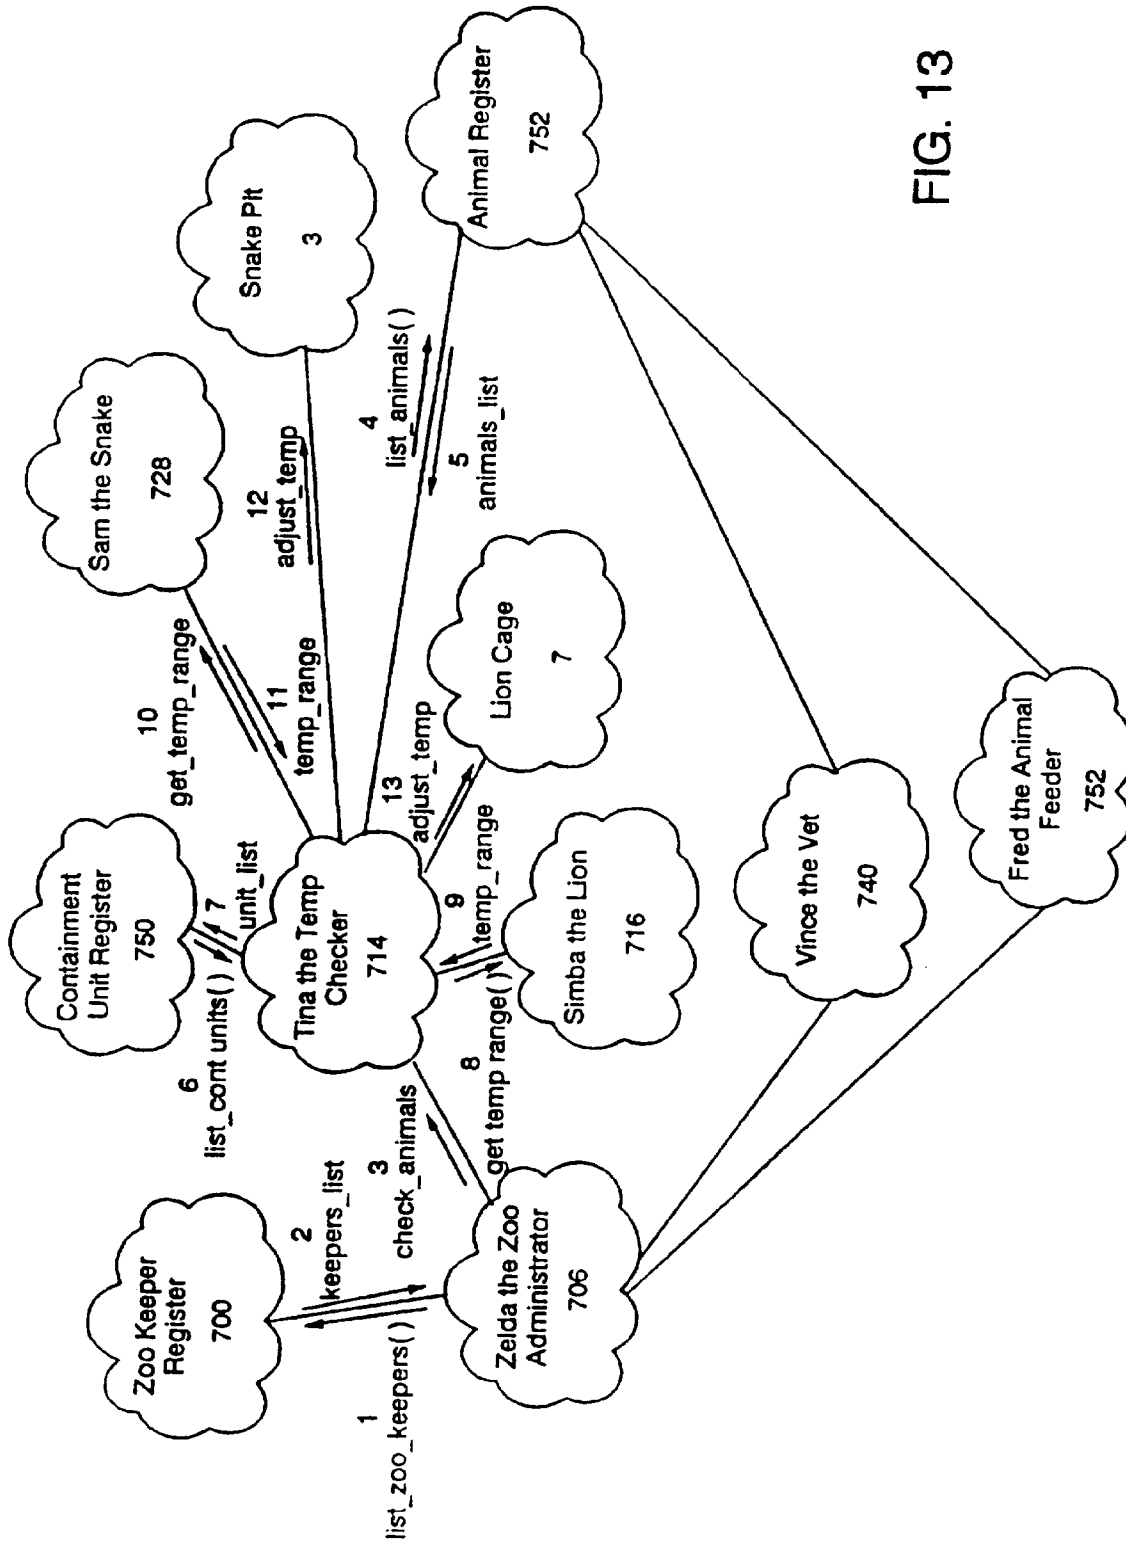 Zoo Keeper
Register
700
1
list_zoo_keepers()
2
keepers_list
Zelda the Zoo
Administrator
706
3
check_animals
Containment
Unit Register
750
6
list_cont units()
7
unit_list
Tina the Temp
Checker
714
8
get temp range()
9
temp_range
Simba the Lion
716
10
get_temp_range
11
temp_range
Sam the Snake
728
12
adjust_temp
Snake Pit
3
13
adjust_temp
Lion Cage
7
4
list_animals()
5
animals_list
Animal Register
752
Vince the Vet
740
Fred the Animal
Feeder
752
FIG. 13